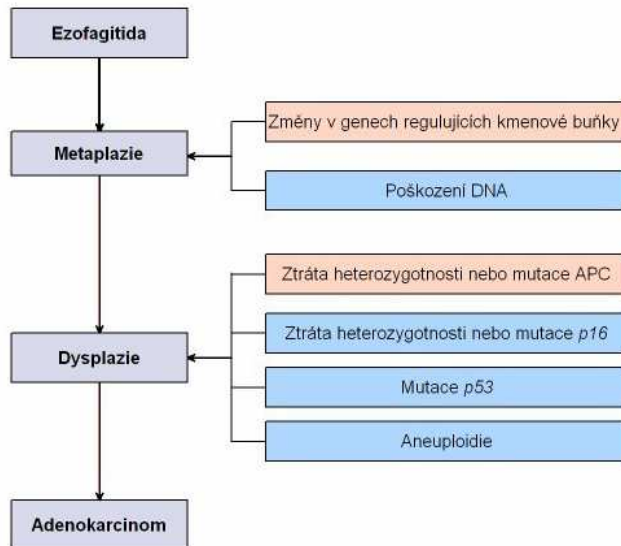 Ezofagitida
Změny v genech regulujících kmenové buňky
Metaplazie
Poškození DNA
Ztráta heterozygotnosti nebo mutace APC
Ztráta heterozygotnosti nebo mutace p16
Dysplazie
Mutace p53
Aneuploidie
Adenokarcinom